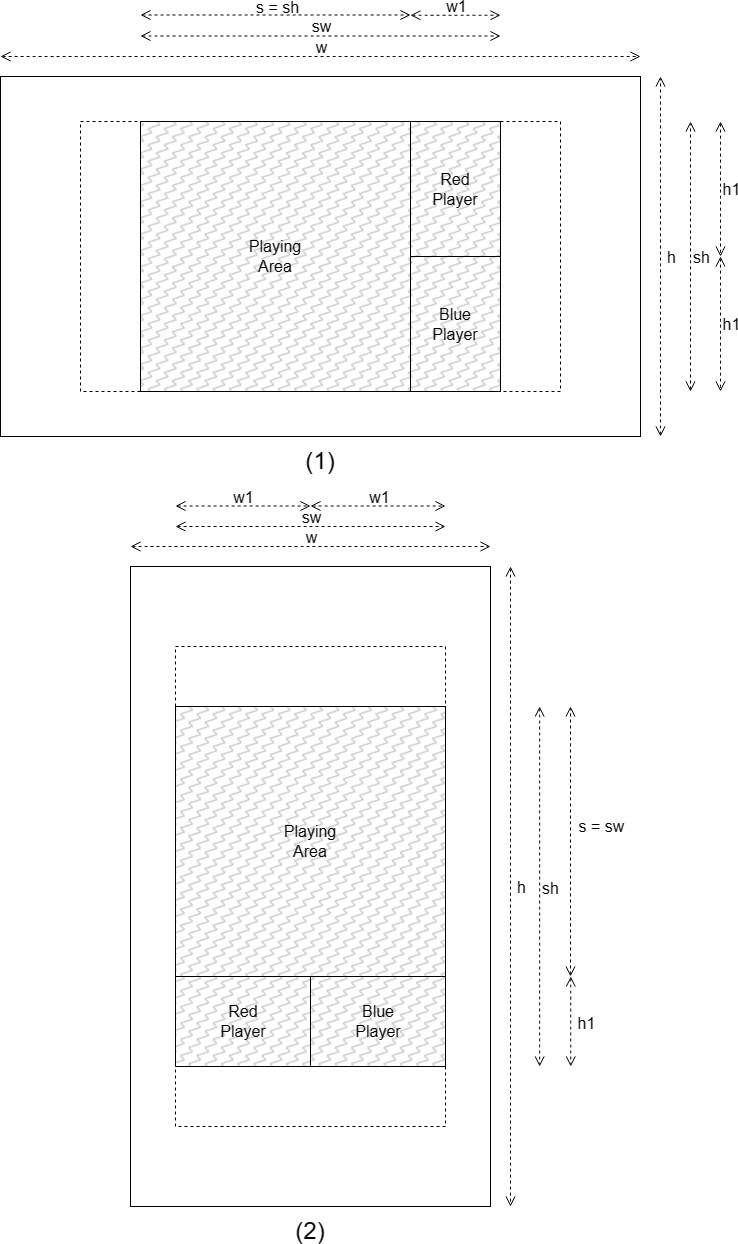 s = sh
w1
sw
w
Red
Player
h1
Playing
Area
h
sh
Blue
Player
h1
(1)
w1
w1
sw
w
Playing
Area
s = sw
h
sh
Red
Player
Blue
Player
h1
(2)